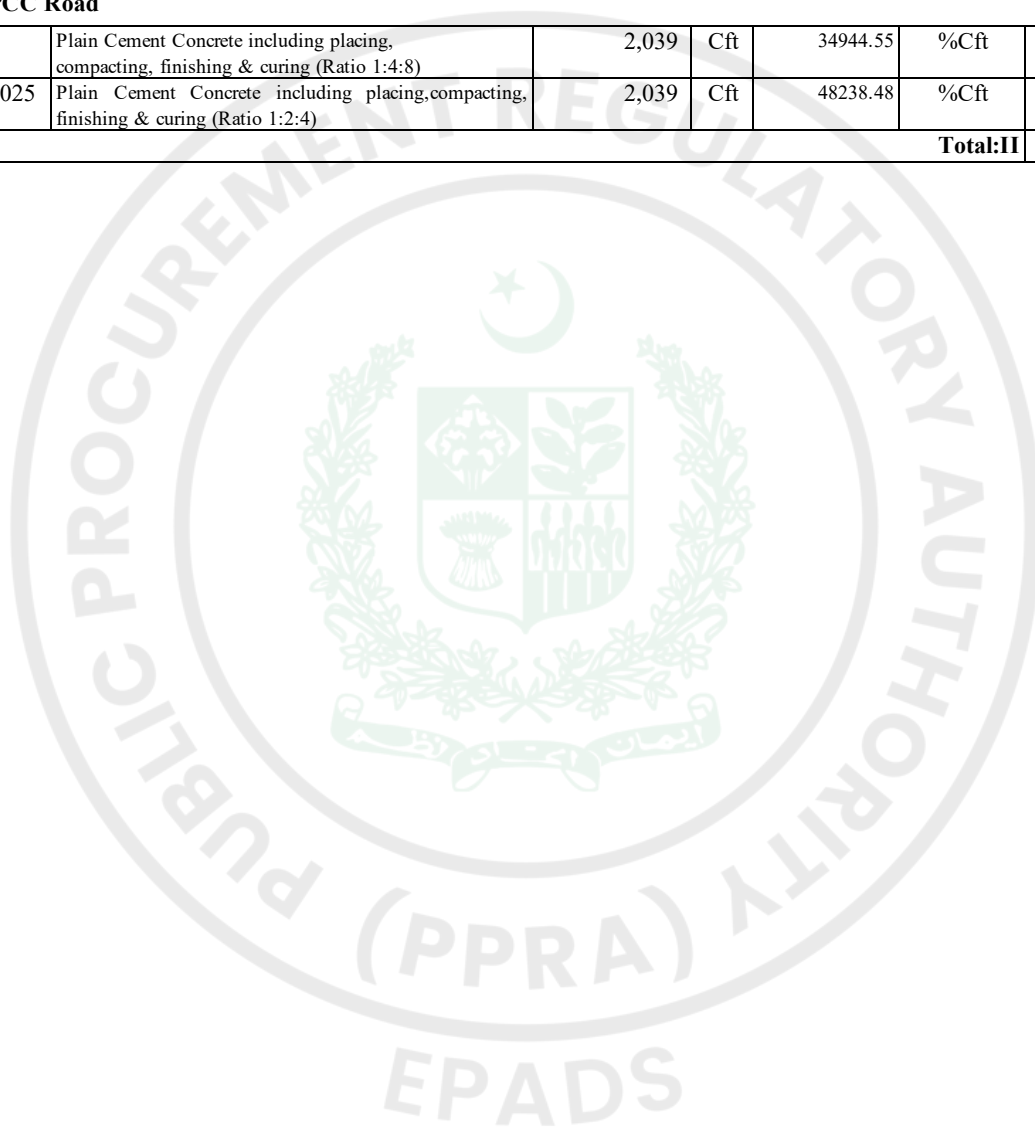 CC Road
Plain Cement Concrete including placing, compacting, finishing & curing (Ratio 1:4:8) 2,039 Cft 34944.55 %Cft
025 Plain Cement Concrete including placing,compacting, finishing & curing (Ratio 1:2:4) 2,039 Cft 48238.48 %Cft
Total:II
PUBLIC PROCUREMENT REGULATORY AUTHORITY
(PPRA)
EPADS